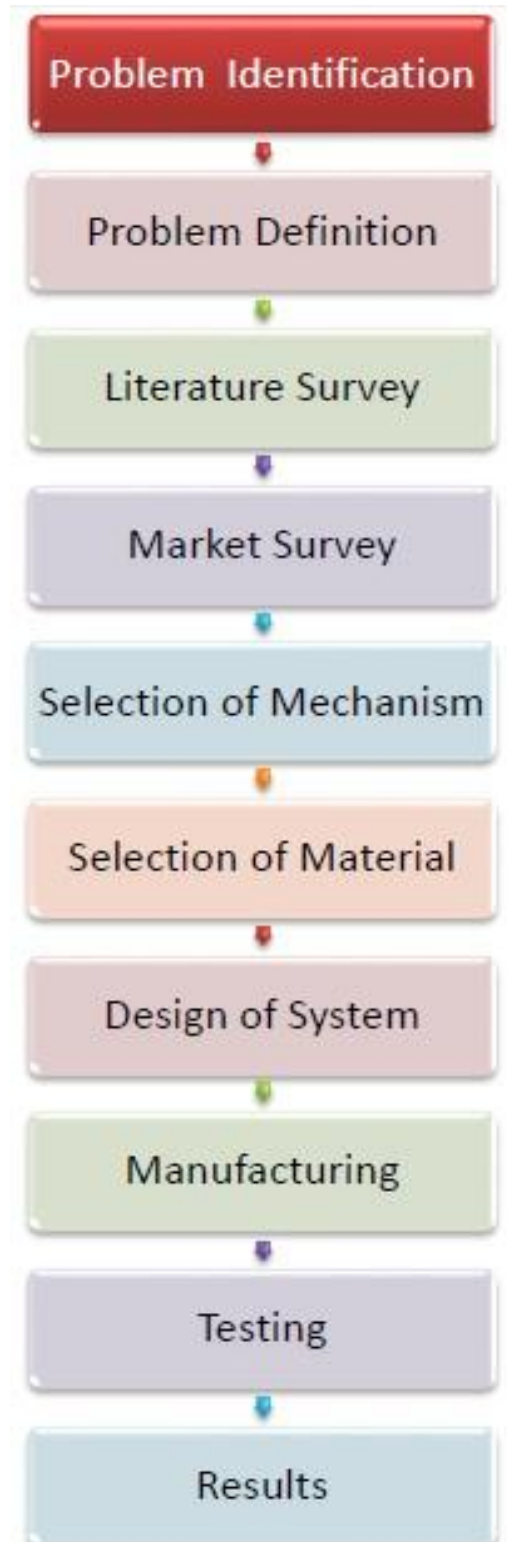 Problem Identification
Problem Definition
Literature Survey
Market Survey
Selection of Mechanism
Selection of Material
Design of System
Manufacturing
Testing
Results